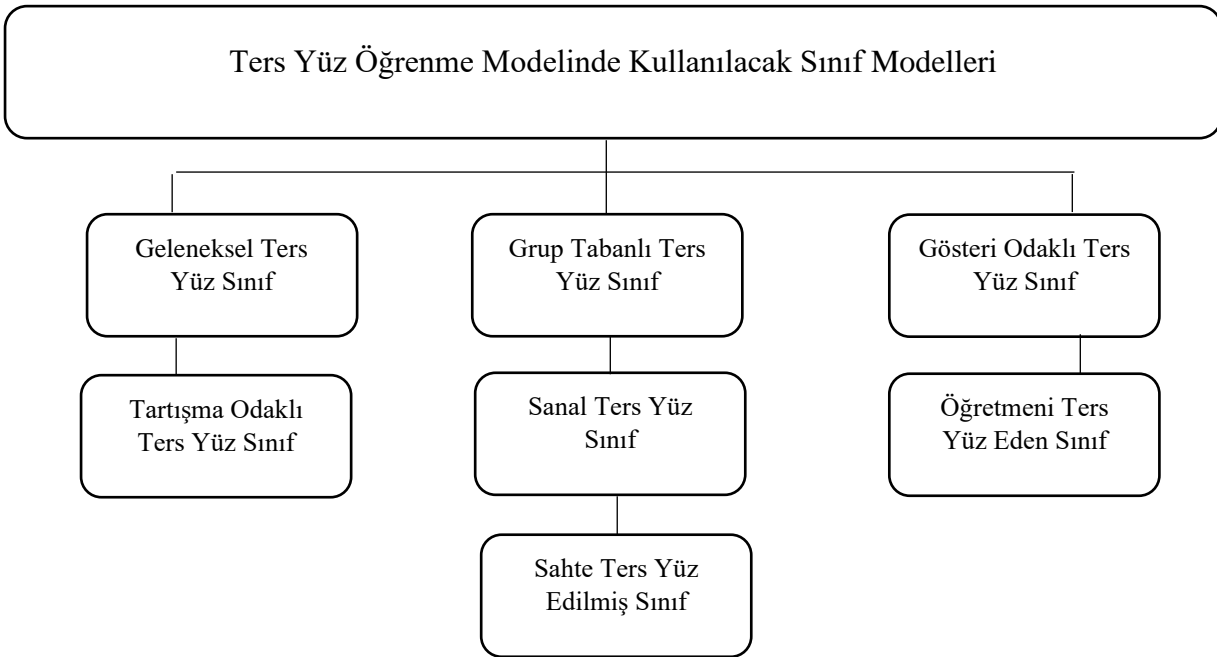 Ters Yüz Öğrenme Modelinde Kullanılacak Sınıf Modelleri
Geleneksel Ters
Yüz Sınıf
Grup Tabanlı Ters
Yüz Sınıf
Gösteri Odaklı Ters
Yüz Sınıf
Tartışma Odaklı
Ters Yüz Sınıf
Sanal Ters Yüz
Sınıf
Öğretmeni Ters
Yüz Eden Sınıf
Sahte Ters Yüz
Edilmiş Sınıf